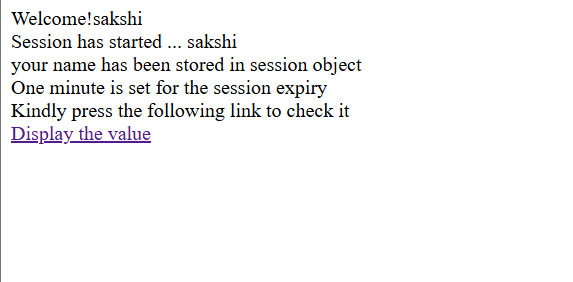 Welcome!sakshi
Session has started ... sakshi
your name has been stored in session object
One minute is set for the session expiry
Kindly press the following link to check it
Display the value